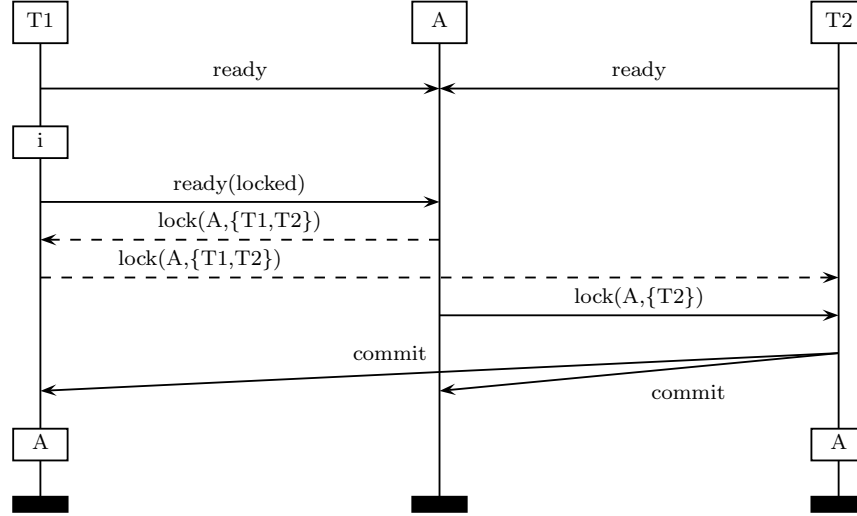 T1
A
T2
ready
ready
i
ready(locked)
lock(A,{T1,T2})
lock(A,{T1,T2})
lock(A,{T2})
commit
commit
A
A